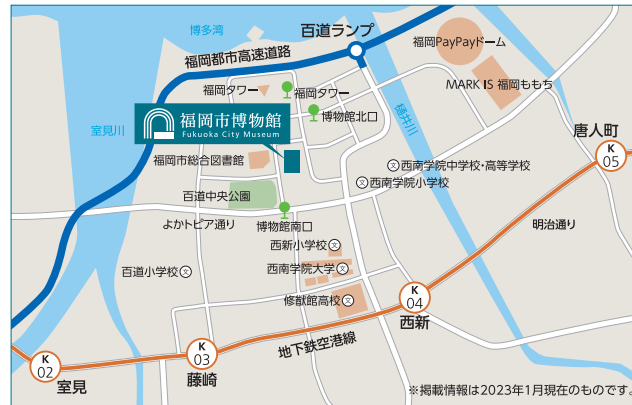 博多湾
百道ランプ
福岡都市高速道路
福岡PayPayドーム
福岡タワー
福岡タワー
MARK IS 福岡ももち
博物館北口
福岡市博物館
Fukuoka City Museum
室見川
樋井川
唐人町
K
05
福岡市総合図書館
西南学院中学校・高等学校
文
西南学院小学校
文
百道中央公園
よかトピア通り
博物館南口
明治通り
西新小学校
文
百道小学校
文
西南学院大学
文
修猷館高校
文
K
04
西新
地下鉄空港線
K
03
藤崎
K
02
室見
※掲載情報は2023年1月現在のものです。